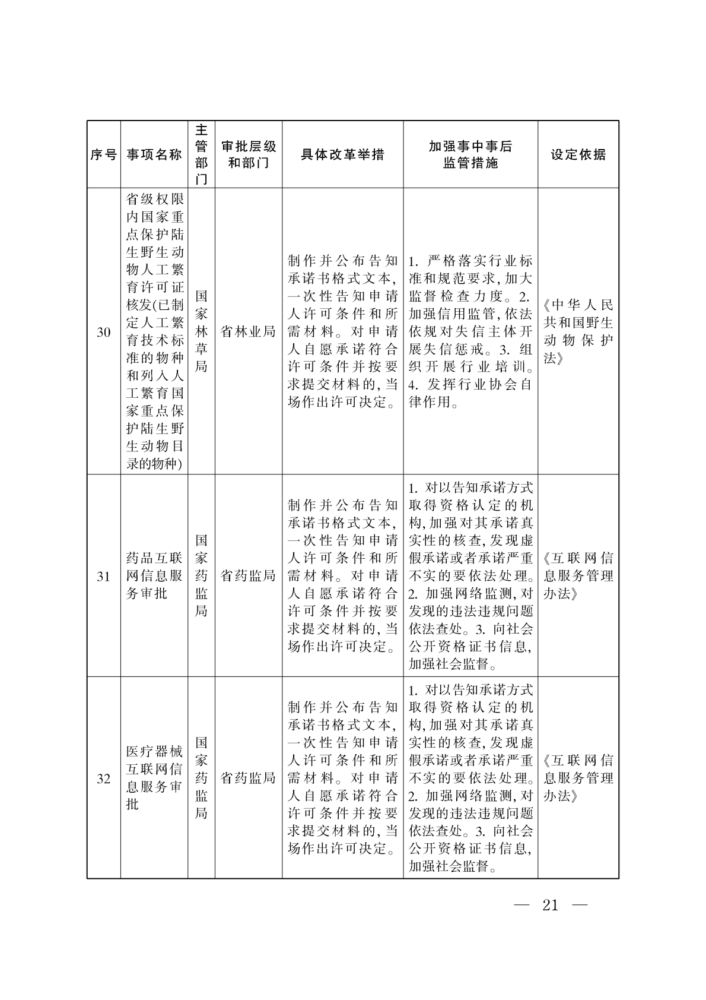 序号
事项名称
主
管
部
门
审批层级
和部门
具体改革举措
加强事中事后
监管措施
设定依据
30
省级权限
内国家重
点保护陆
生野生动
物人工繁
育许可证
核发(已制
定人工繁
育技术标
准的物种
和列入人
工繁育国
家重点保
护陆生野
生动物目
录的物种)
国
家
林
草
局
省林业局
制作并公布告知
承诺书格式文本,
一次性告知申请
人许可条件和所
需材料。对申请
人自愿承诺符合
许可条件并按要
求提交材料的,当
场作出许可决定。
1. 严格落实行业标
准和规范要求,加大
监督检查力度。2.
加强信用监管,依法
依规对失信主体开
展失信惩戒。3. 组
织开展行业培训。
4. 发挥行业协会自
律作用。
《中华人民
共和国野生
动物保护
法》
31
药品互联
网信息服
务审批
国
家
药
监
局
省药监局
制作并公布告知
承诺书格式文本,
一次性告知申请
人许可条件和所
需材料。对申请
人自愿承诺符合
许可条件并按要
求提交材料的,当
场作出许可决定。
1. 对以告知承诺方式
取得资格认定的机
构,加强对其承诺真
实性的核查,发现虚
假承诺或者承诺严重
不实的要依法处理。
2. 加强网络监测,对
发现的违法违规问题
依法查处。3. 向社会
公开资格证书信息,
加强社会监督。
《互联网信
息服务管理
办法》
32
医疗器械
互联网信
息服务审
批
国
家
药
监
局
省药监局
制作并公布告知
承诺书格式文本,
一次性告知申请
人许可条件和所
需材料。对申请
人自愿承诺符合
许可条件并按要
求提交材料的,当
场作出许可决定。
1. 对以告知承诺方式
取得资格认定的机
构,加强对其承诺真
实性的核查,发现虚
假承诺或者承诺严重
不实的要依法处理。
2. 加强网络监测,对
发现的违法违规问题
依法查处。3. 向社会
公开资格证书信息,
加强社会监督。
《互联网信
息服务管理
办法》
— 21 —